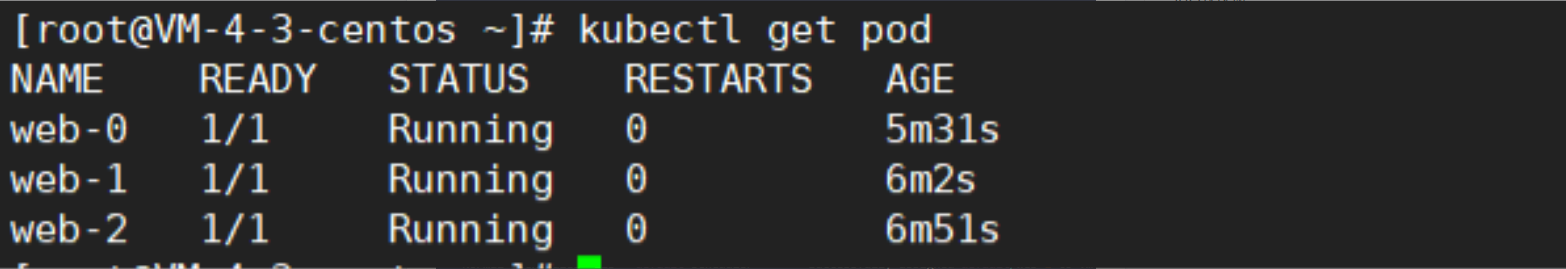 [root@VM-4-3-centos ~]# kubectl get pod
NAME    READY   STATUS    RESTARTS   AGE
web-0   1/1     Running   0          5m31s
web-1   1/1     Running   0          6m2s
web-2   1/1     Running   0          6m51s